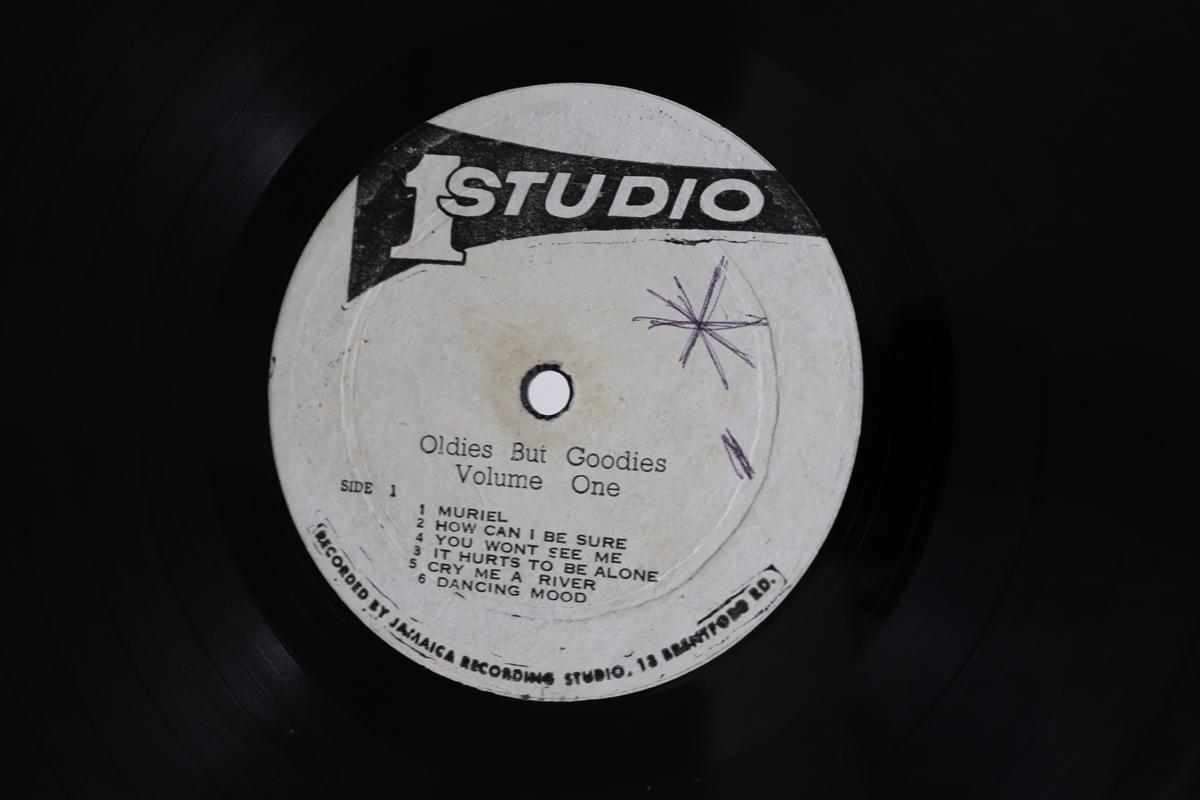 1 STUDIO
Oldies But Goodies
Volume One
SIDE 1
1 MURIEL
2 HOW CAN I BE SURE
4 YOU WONT SEE ME
3 IT HURTS TO BE ALONE
5 CRY ME A RIVER
6 DANCING MOOD
RECORDED BY JAMAICA RECORDING STUDIO, 13 BRENTFORD RD.